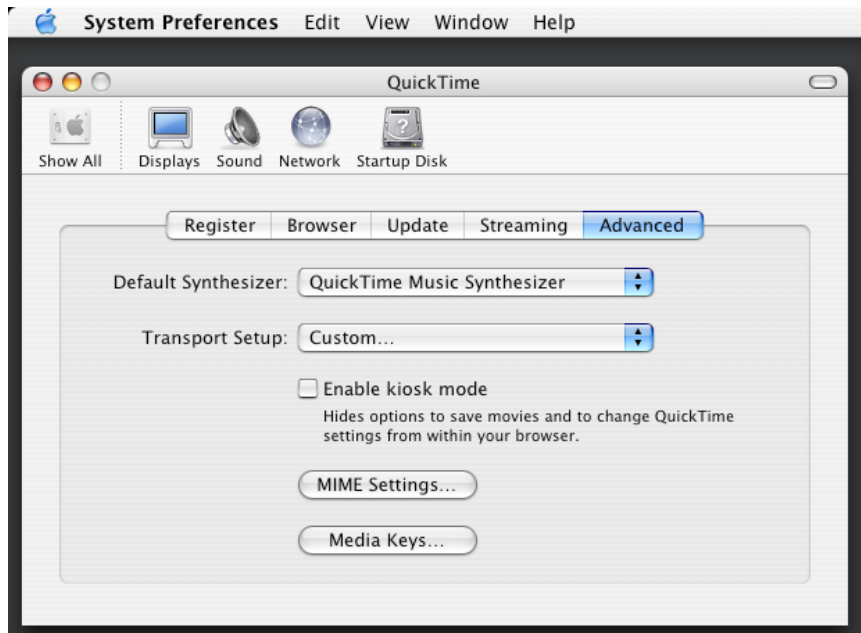 System Preferences Edit View Window Help
QuickTime
Show All Displays Sound Network Startup Disk
Register Browser Update Streaming Advanced
Default Synthesizer: QuickTime Music Synthesizer
Transport Setup: Custom...
Enable kiosk mode
Hides options to save movies and to change QuickTime
settings from within your browser.
MIME Settings...
Media Keys...